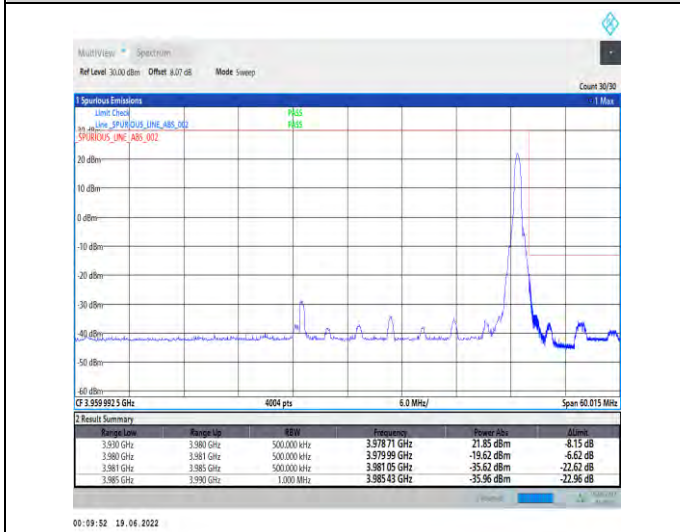 MultiView Spectrum
Ref Level 30.00 dBm Offset 8.07 dB Mode Sweep
Count 30/30
1 Spurious Emissions 1 Max
Limit Check PASS
Line _SPURIOUS_LINE_ABS_002 PASS
30 dBm
_SPURIOUS_LINE_ABS_002
20 dBm
10 dBm
0 dBm
-10 dBm
-20 dBm
-30 dBm
-40 dBm
-50 dBm
-60 dBm
CF 3.959 992 5 GHz 4004 pts 6.0 MHz/ Span 60.015 MHz
2 Result Summary
Range Low Range Up RBW Frequency Power Abs ΔLimit
3.930 GHz 3.980 GHz 500.000 kHz 3.978 71 GHz 21.85 dBm -8.15 dB
3.980 GHz 3.981 GHz 500.000 kHz 3.979 99 GHz -19.62 dBm -6.62 dB
3.981 GHz 3.985 GHz 500.000 kHz 3.981 05 GHz -35.62 dBm -22.62 dB
3.985 GHz 3.990 GHz 1.000 MHz 3.985 43 GHz -35.96 dBm -22.96 dB
00:09:52 19.06.2022